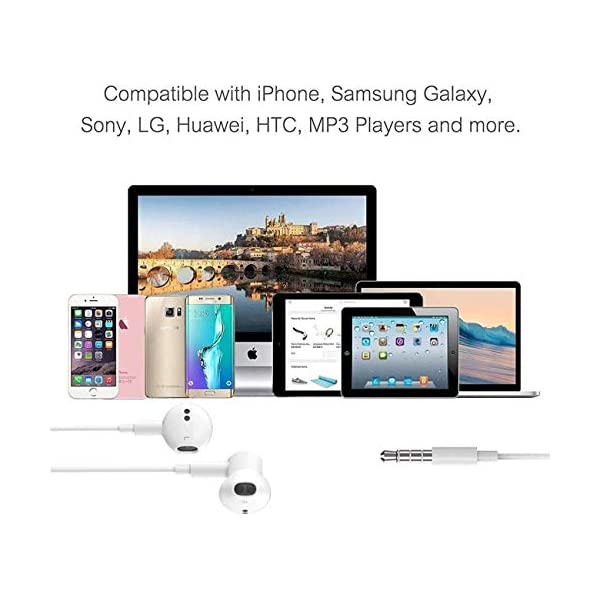 Compatible with iPhone, Samsung Galaxy,
Sony, LG, Huawei, HTC, MP3 Players and more.